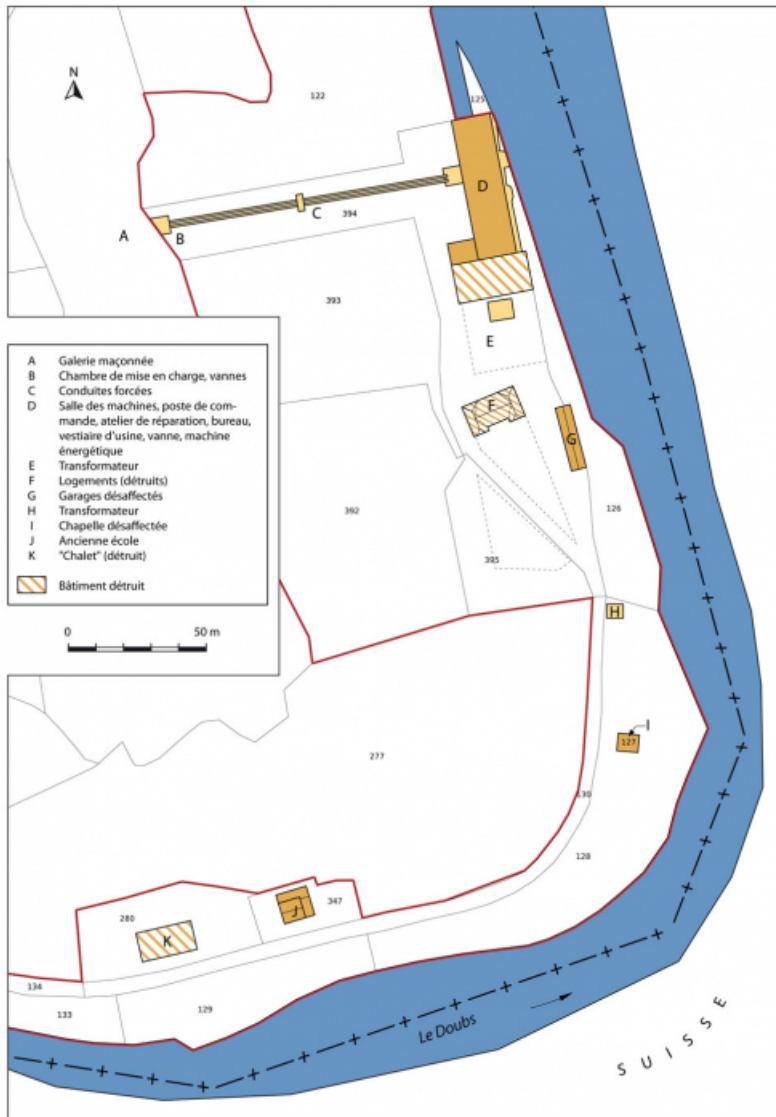 N
122
125
D
A
B
C
394
393
E
A Galerie maçonnée
B Chambre de mise en charge, vannes
C Conduites forcées
D Salle des machines, poste de com-
mande, atelier de réparation, bureau,
vestiaire d'usine, vanne, machine
énergétique
E Transformateur
F Logements (détruits)
G Garages désaffectés
H Transformateur
I Chapelle désaffectée
J Ancienne école
K "Chalet" (détruit)
Bâtiment détruit
0 50 m
F
G
392
126
395
H
I
127
277
130
128
280
J
347
K
134
133
129
Le Doubs
SUISSE